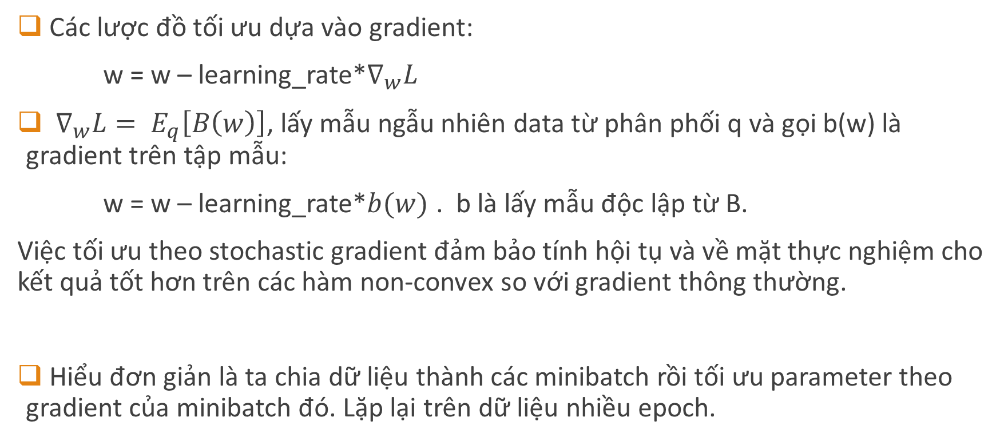 ❑ Các lược đồ tối ưu dựa vào gradient:
w = w – learning_rate*∇_w L
❑ ∇_w L = E_q[B(w)], lấy mẫu ngẫu nhiên data từ phân phối q và gọi b(w) là
gradient trên tập mẫu:
w = w – learning_rate*b(w) . b là lấy mẫu độc lập từ B.
Việc tối ưu theo stochastic gradient đảm bảo tính hội tụ và về mặt thực nghiệm cho
kết quả tốt hơn trên các hàm non-convex so với gradient thông thường.
❑ Hiểu đơn giản là ta chia dữ liệu thành các minibatch rồi tối ưu parameter theo
gradient của minibatch đó. Lặp lại trên dữ liệu nhiều epoch.